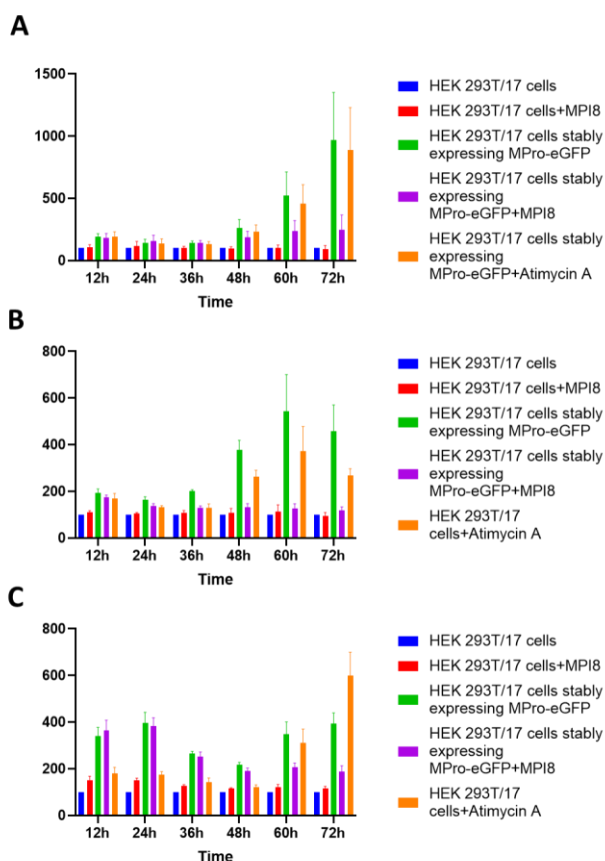 A
1500
1000
500
0
12h 24h 36h 48h 60h 72h
Time
HEK 293T/17 cells
HEK 293T/17 cells+MPI8
HEK 293T/17 cells stably
expressing MPro-eGFP
HEK 293T/17 cells stably
expressing
MPro-eGFP+MPI8
HEK 293T/17 cells stably
expressing
MPro-eGFP+Atimycin A
B
800
600
400
200
0
12h 24h 36h 48h 60h 72h
Time
HEK 293T/17 cells
HEK 293T/17 cells+MPI8
HEK 293T/17 cells stably
expressing MPro-eGFP
HEK 293T/17 cells stably
expressing
MPro-eGFP+MPI8
HEK 293T/17
cells+Atimycin A
C
800
600
400
200
0
12h 24h 36h 48h 60h 72h
Time
HEK 293T/17 cells
HEK 293T/17 cells+MPI8
HEK 293T/17 cells stably
expressing MPro-eGFP
HEK 293T/17 cells stably
expressing
MPro-eGFP+MPI8
HEK 293T/17
cells+Atimycin A